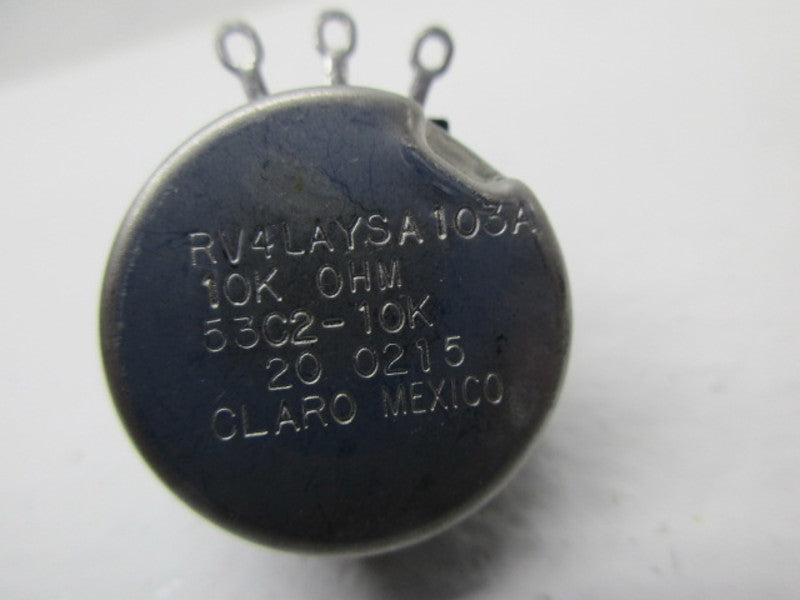 RV4LAYSA103A
10K OHM
53C2-10K
20 0215
CLARO MEXICO